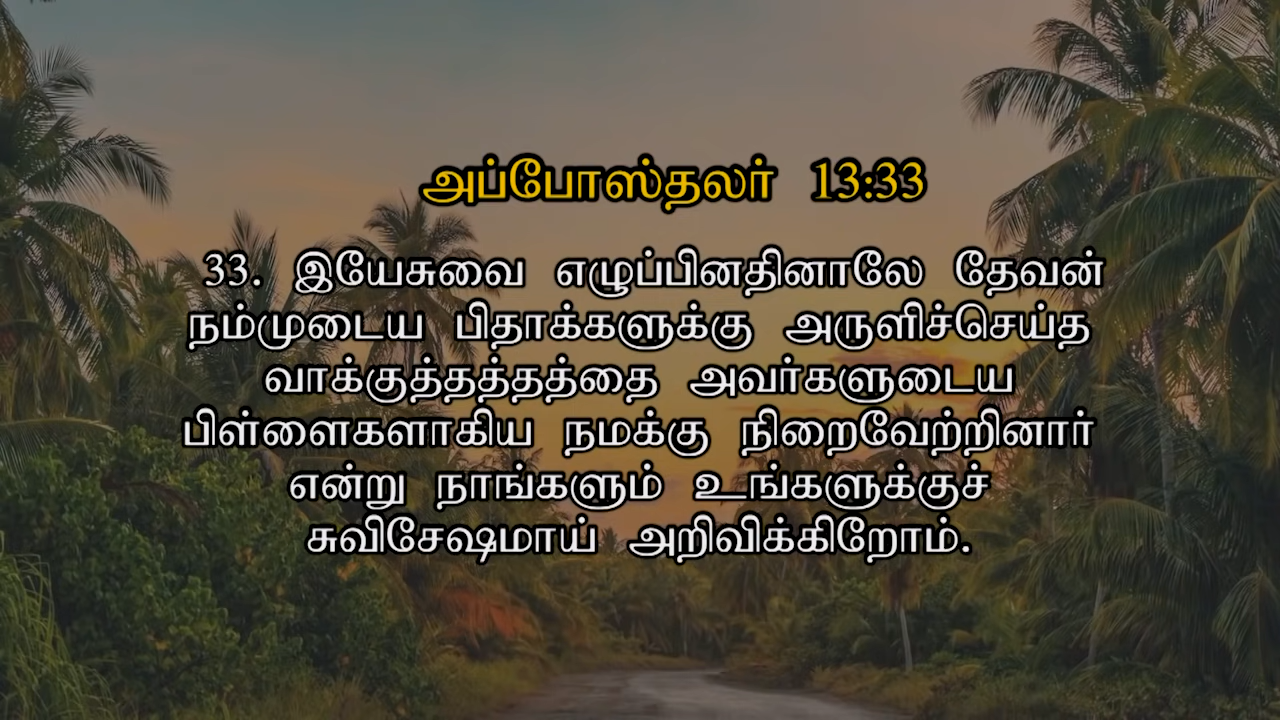 அப்போஸ்தலர் 13:33
33. இயேசுவை எழுப்பினதினாலே தேவன்
நம்முடைய பிதாக்களுக்கு அருளிச்செய்த
வாக்குத்தத்தத்தை அவர்களுடைய
பிள்ளைகளாகிய நமக்கு நிறைவேற்றினார்
என்று நாங்களும் உங்களுக்குச்
சுவிசேஷமாய் அறிவிக்கிறோம்.